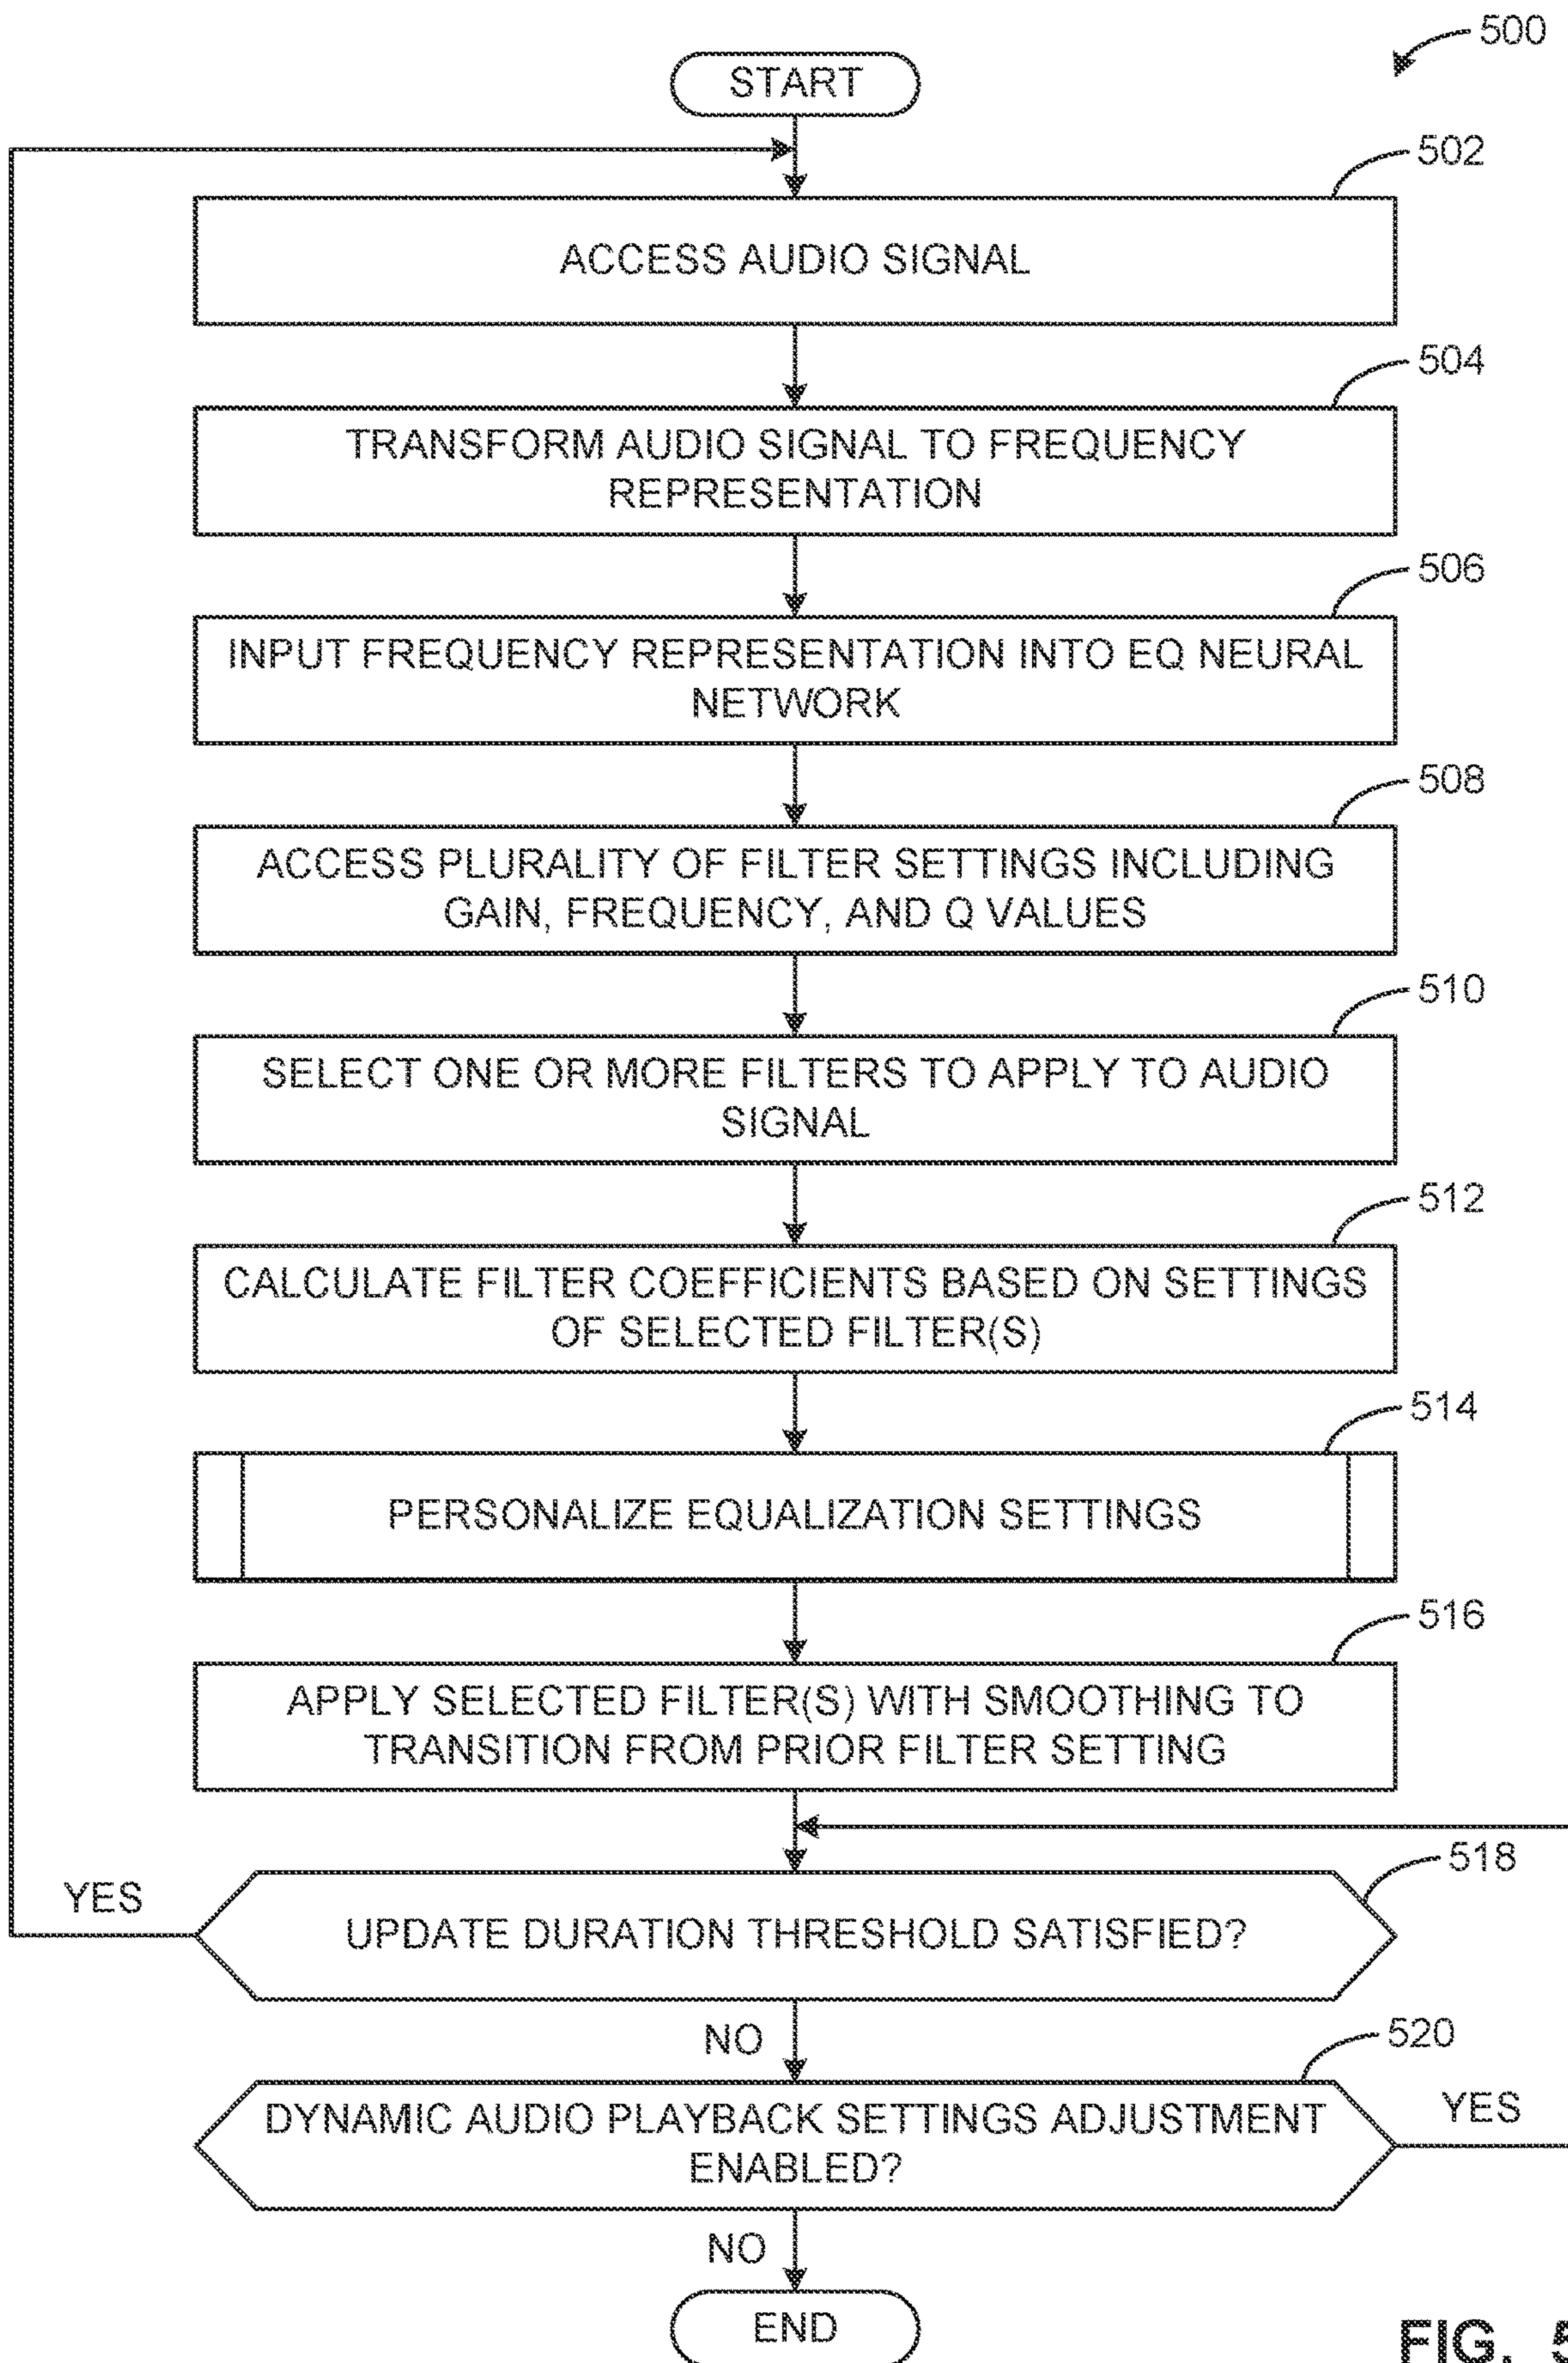 500
START
502
ACCESS AUDIO SIGNAL
504
TRANSFORM AUDIO SIGNAL TO FREQUENCY
REPRESENTATION
506
INPUT FREQUENCY REPRESENTATION INTO EQ NEURAL
NETWORK
508
ACCESS PLURALITY OF FILTER SETTINGS INCLUDING
GAIN, FREQUENCY, AND Q VALUES
510
SELECT ONE OR MORE FILTERS TO APPLY TO AUDIO
SIGNAL
512
CALCULATE FILTER COEFFICIENTS BASED ON SETTINGS
OF SELECTED FILTER(S)
514
PERSONALIZE EQUALIZATION SETTINGS
516
APPLY SELECTED FILTER(S) WITH SMOOTHING TO
TRANSITION FROM PRIOR FILTER SETTING
518
YES
UPDATE DURATION THRESHOLD SATISFIED?
NO
520
DYNAMIC AUDIO PLAYBACK SETTINGS ADJUSTMENT
ENABLED?
YES
NO
END
FIG. 5